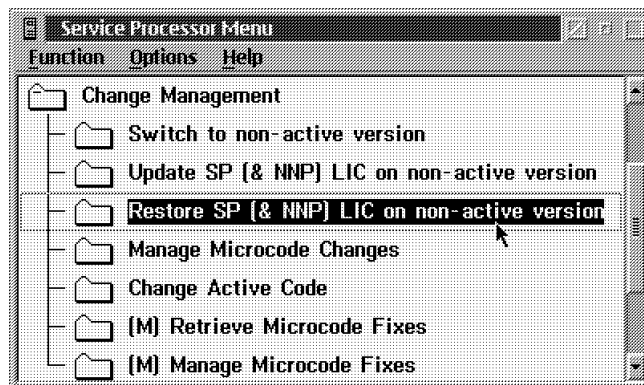 Service Processor Menu
Function Options Help
Change Management
Switch to non-active version
Update SP (& NNP) LIC on non-active version
Restore SP (& NNP) LIC on non-active version
Manage Microcode Changes
Change Active Code
(M) Retrieve Microcode Fixes
(M) Manage Microcode Fixes